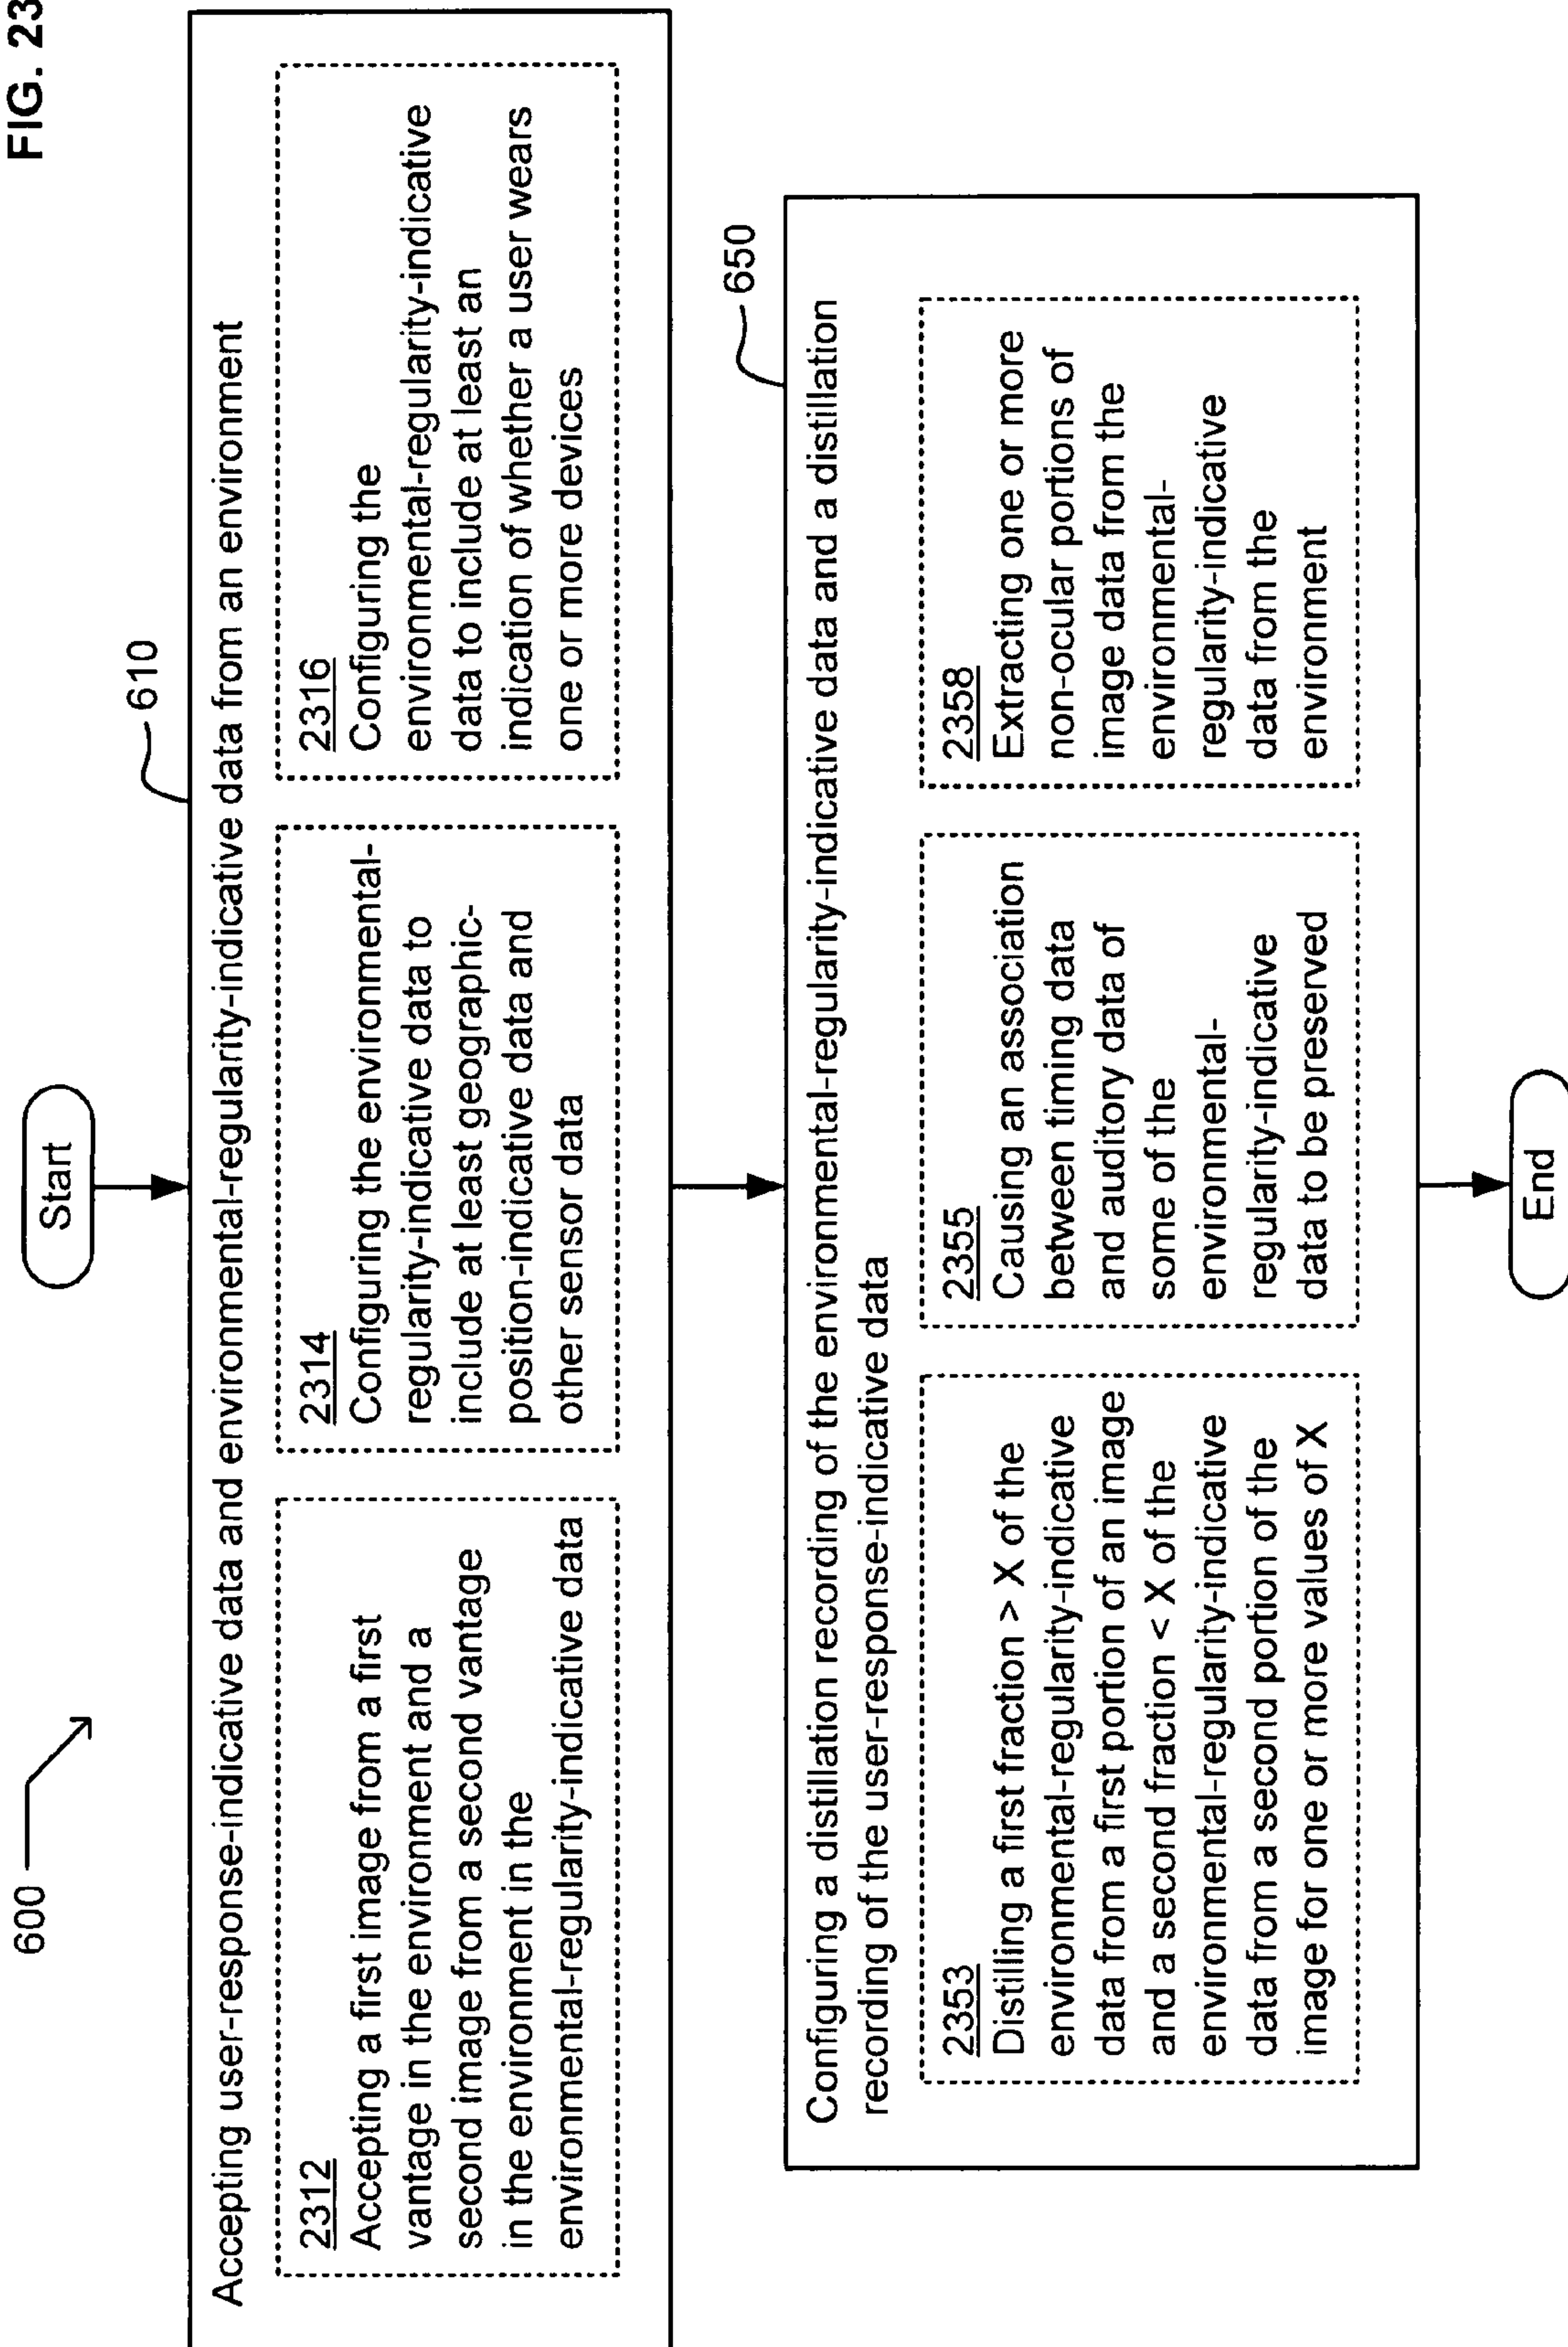 FIG. 23
600
Start
610
Accepting user-response-indicative data and environmental-regularity-indicative data from an environment
2312
Accepting a first image from a first
vantage in the environment and a
second image from a second vantage
in the environment in the
environmental-regularity-indicative data
2314
Configuring the environmental-
regularity-indicative data to
include at least geographic-
position-indicative data and
other sensor data
2316
Configuring the
environmental-regularity-indicative
data to include at least an
indication of whether a user wears
one or more devices
650
Configuring a distillation recording of the environmental-regularity-indicative data and a distillation
recording of the user-response-indicative data
2353
Distilling a first fraction > X of the
environmental-regularity-indicative
data from a first portion of an image
and a second fraction < X of the
environmental-regularity-indicative
data from a second portion of the
image for one or more values of X
2355
Causing an association
between timing data
and auditory data of
some of the
environmental-
regularity-indicative
data to be preserved
2358
Extracting one or more
non-ocular portions of
image data from the
environmental-
regularity-indicative
data from the
environment
End